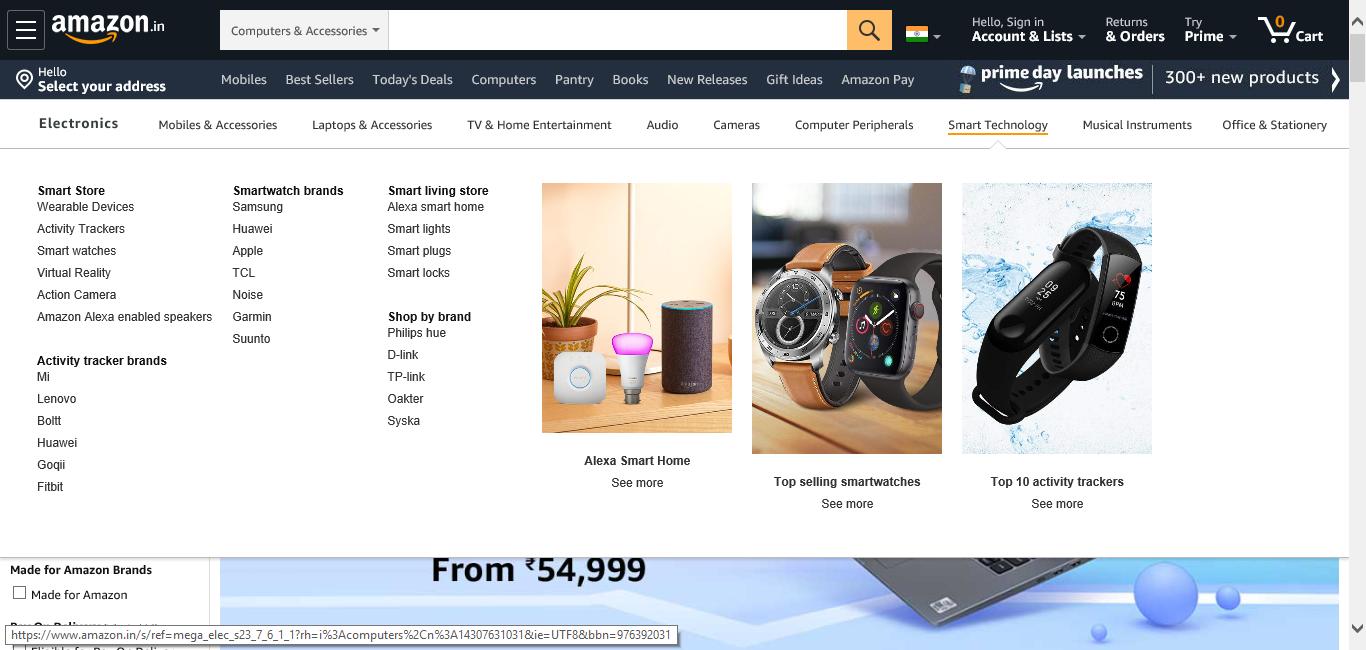 amazon.in
Computers & Accessories
Hello, Sign in
Account & Lists
Returns
& Orders
Try
Prime
0
Cart
Hello
Select your address
Mobiles
Best Sellers
Today's Deals
Computers
Pantry
Books
New Releases
Gift Ideas
Amazon Pay
prime day launches
300+ new products
Electronics
Mobiles & Accessories
Laptops & Accessories
TV & Home Entertainment
Audio
Cameras
Computer Peripherals
Smart Technology
Musical Instruments
Office & Stationery
Smart Store
Wearable Devices
Activity Trackers
Smart watches
Virtual Reality
Action Camera
Amazon Alexa enabled speakers
Activity tracker brands
Mi
Lenovo
Boltt
Huawei
Goqii
Fitbit
Smartwatch brands
Samsung
Huawei
Apple
TCL
Noise
Garmin
Suunto
Smart living store
Alexa smart home
Smart lights
Smart plugs
Smart locks
Shop by brand
Philips hue
D-link
TP-link
Oakter
Syska
Alexa Smart Home
See more
Top selling smartwatches
See more
09
25
75
BPM
Top 10 activity trackers
See more
Made for Amazon Brands
Made for Amazon
From ₹54,999
https://www.amazon.in/s/ref=mega_elec_s23_7_6_1_1?rh=i%3Acomputers%2Cn%3A14307631031&ie=UTF8&bbn=976392031